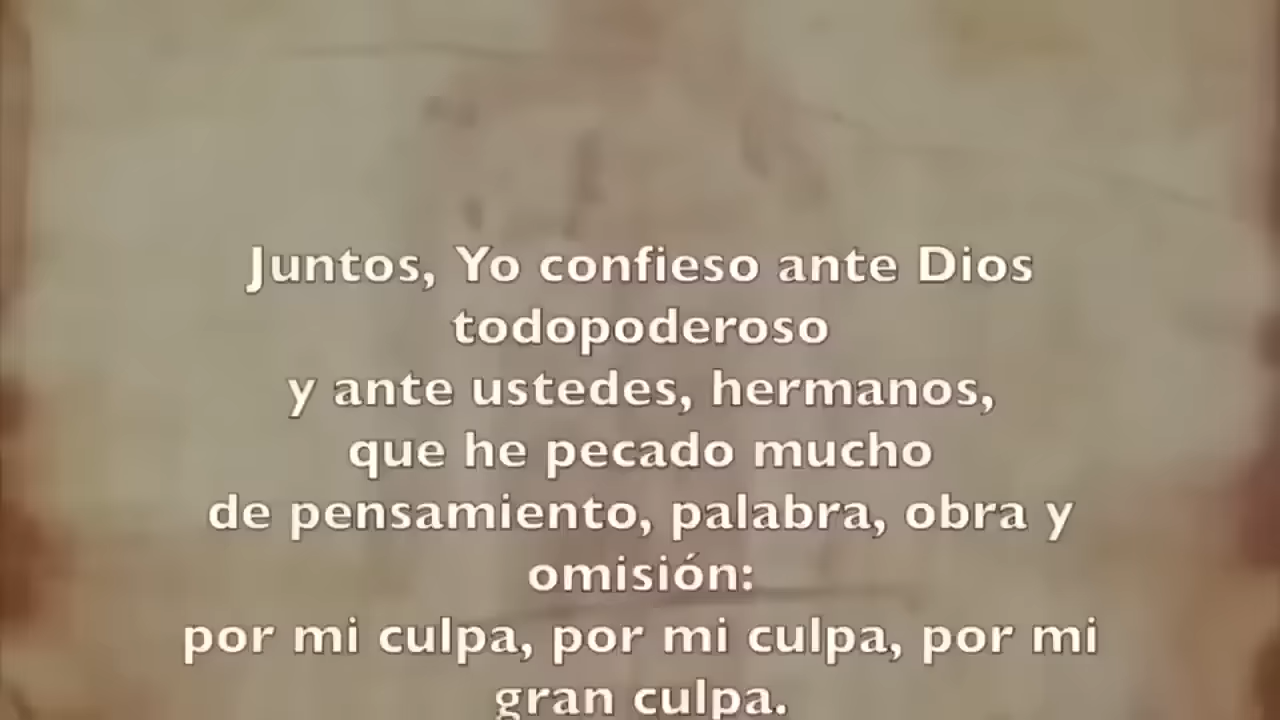 Juntos, Yo confieso ante Dios
todopoderoso
y ante ustedes, hermanos,
que he pecado mucho
de pensamiento, palabra, obra y
omisión:
por mi culpa, por mi culpa, por mi
gran culpa.